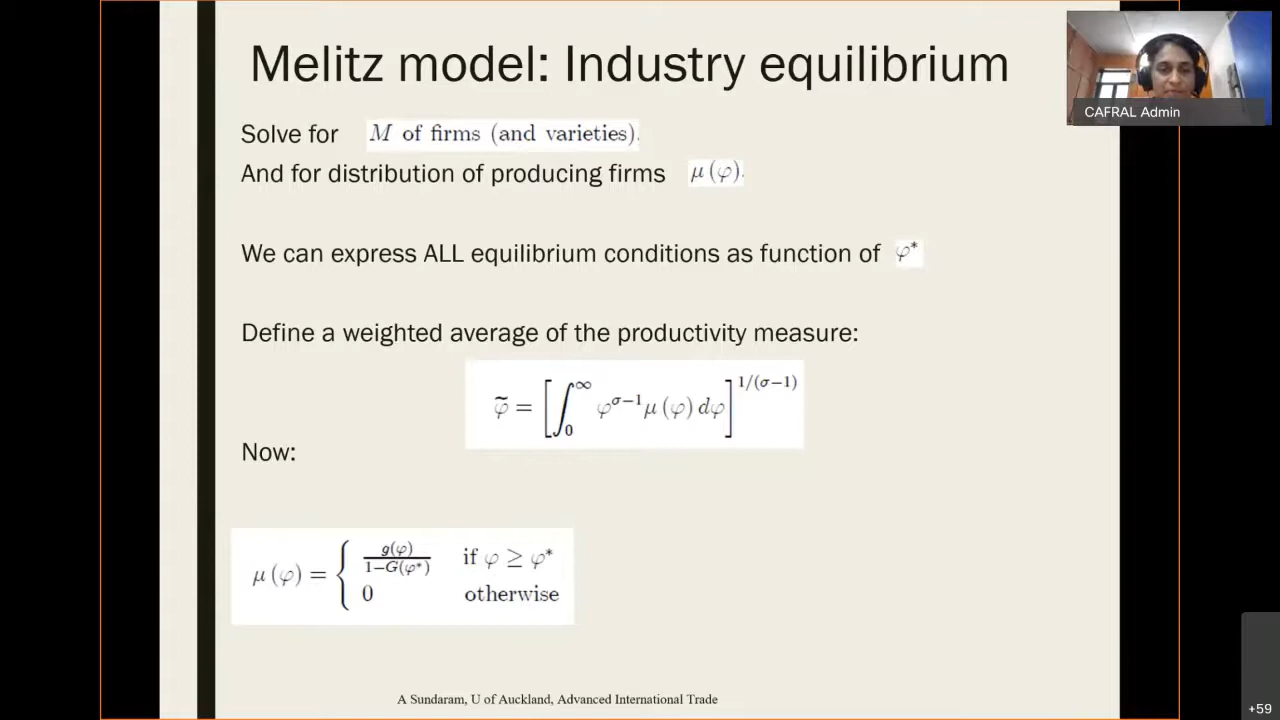 Melitz model: Industry equilibrium
CAFRAL Admin
Solve for M of firms (and varieties).
And for distribution of producing firms μ(φ).
We can express ALL equilibrium conditions as function of φ*
Define a weighted average of the productivity measure:
φ̃ = [∫₀^∞ φ^{σ−1} μ(φ) dφ]^{1/(σ−1)}
Now:
μ(φ) = { g(φ)/(1−G(φ*)) if φ ≥ φ*
0 otherwise
A Sundaram, U of Auckland, Advanced International Trade
+59